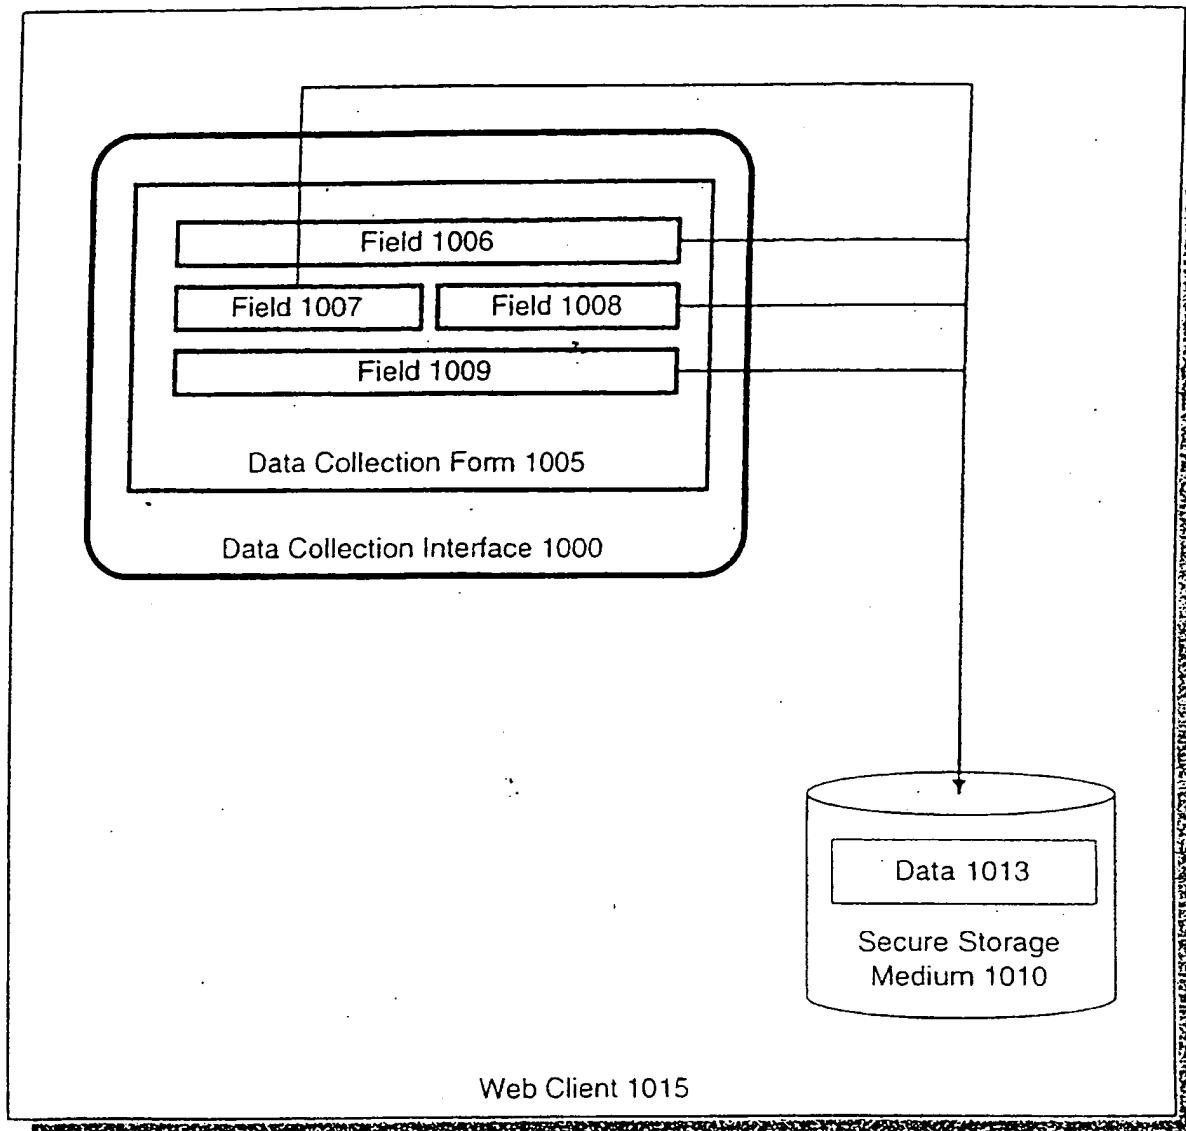 Field 1006
Field 1007
Field 1008
Field 1009
Data Collection Form 1005
Data Collection Interface 1000
Data 1013
Secure Storage
Medium 1010
Web Client 1015